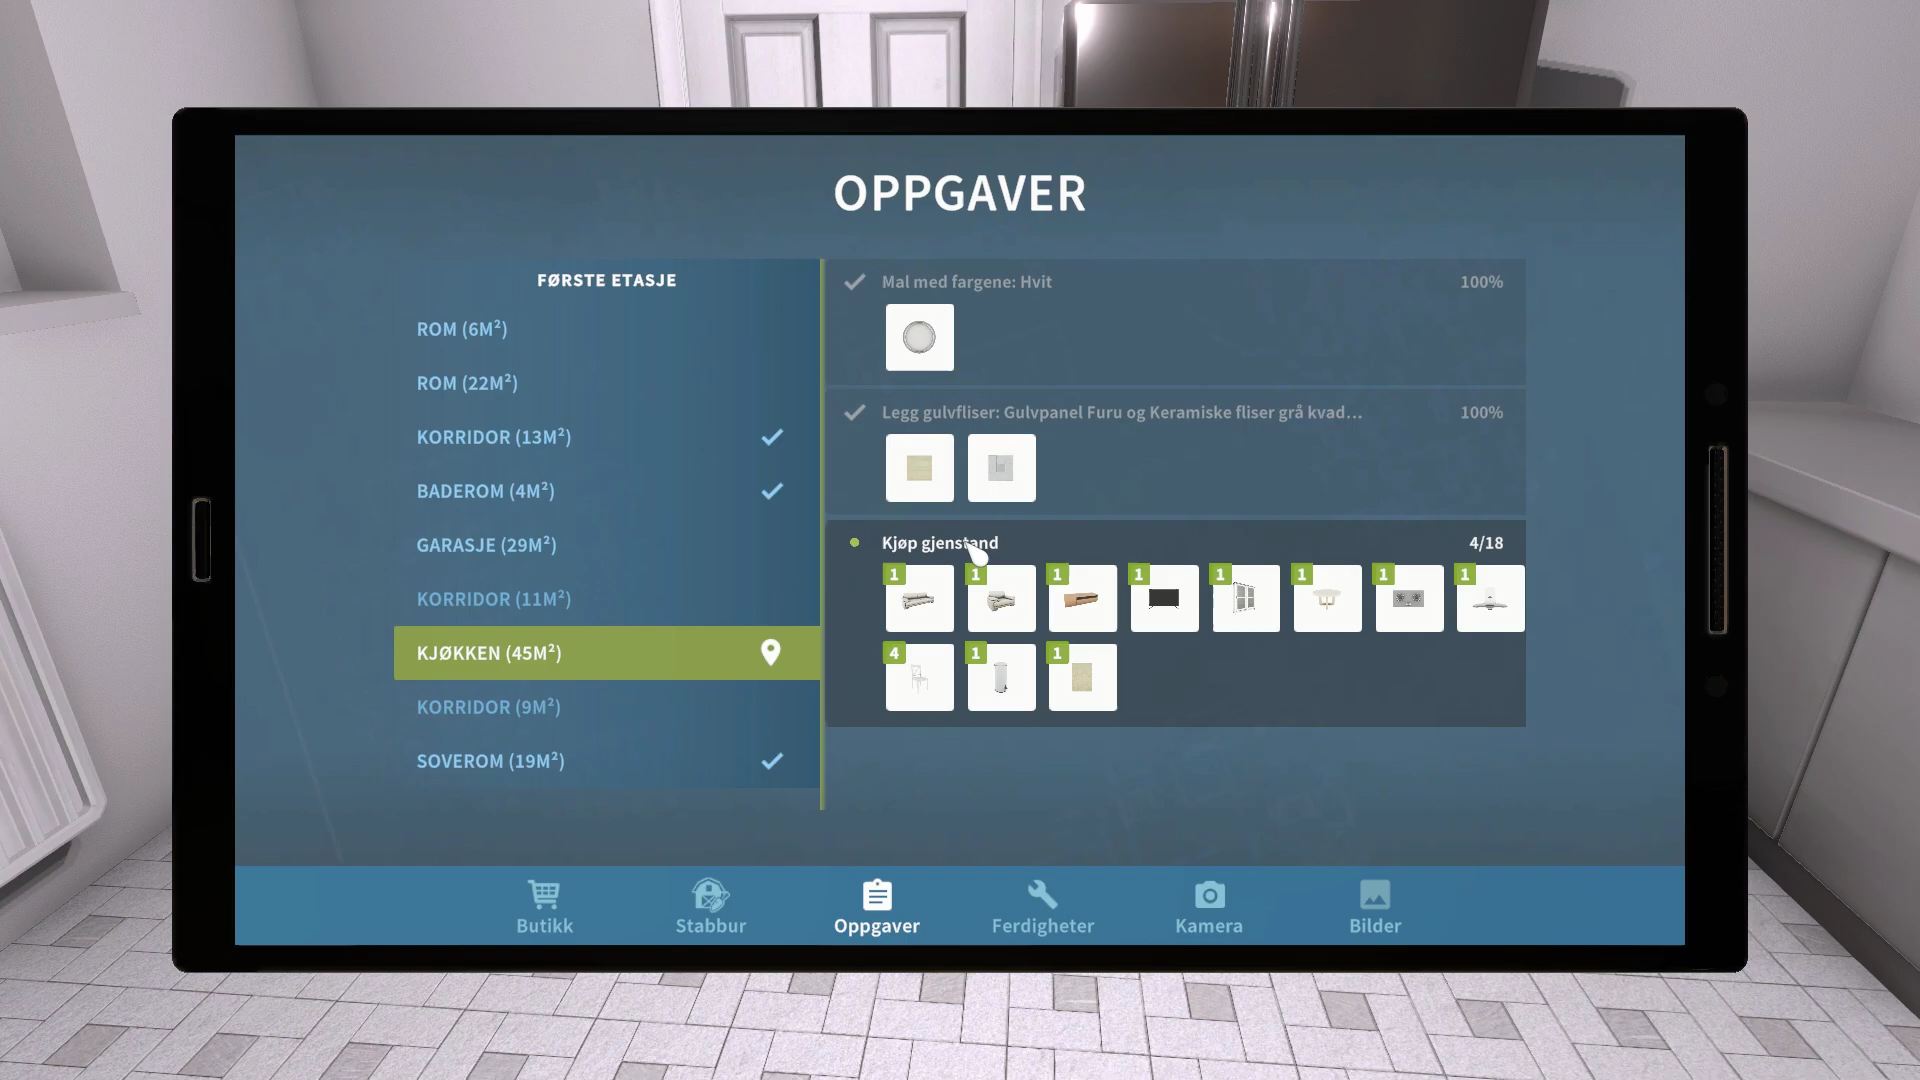 OPPGAVER
FØRSTE ETASJE
ROM (6M²)
ROM (22M²)
KORRIDOR (13M²)
BADEROM (4M²)
GARASJE (29M²)
KORRIDOR (11M²)
KJØKKEN (45M²)
KORRIDOR (9M²)
SOVEROM (19M²)
Mal med fargene: Hvit 100%
Legg gulvfliser: Gulvpanel Furu og Keramiske fliser grå kvad... 100%
Kjøp gjenstand 4/18
1 1 1 1 1 1 1 1
4 1 1
Butikk Stabbur Oppgaver Ferdigheter Kamera Bilder